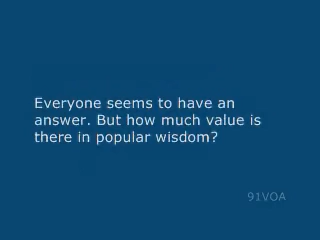 Everyone seems to have an
answer. But how much value is
there in popular wisdom?
91VOA